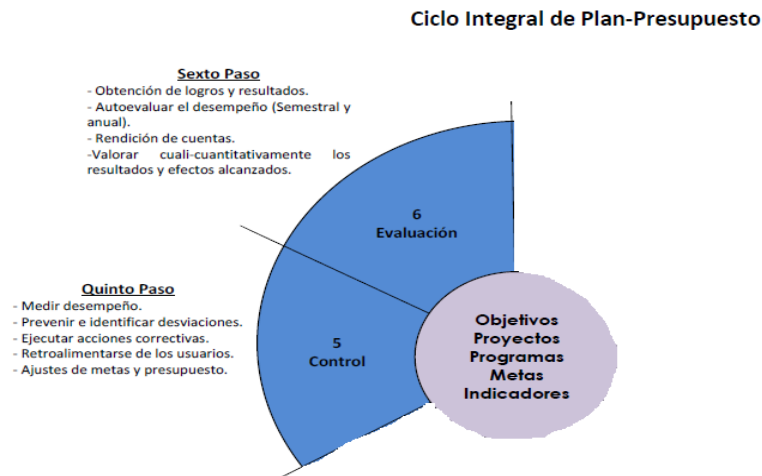 Ciclo Integral de Plan-Presupuesto
Sexto Paso
- Obtención de logros y resultados.
- Autoevaluar el desempeño (Semestral y
anual).
- Rendición de cuentas.
-Valorar cuali-cuantitativamente los
resultados y efectos alcanzados.
6
Evaluación
Quinto Paso
- Medir desempeño.
- Prevenir e identificar desviaciones.
- Ejecutar acciones correctivas.
- Retroalimentarse de los usuarios.
- Ajustes de metas y presupuesto.
5
Control
Objetivos
Proyectos
Programas
Metas
Indicadores